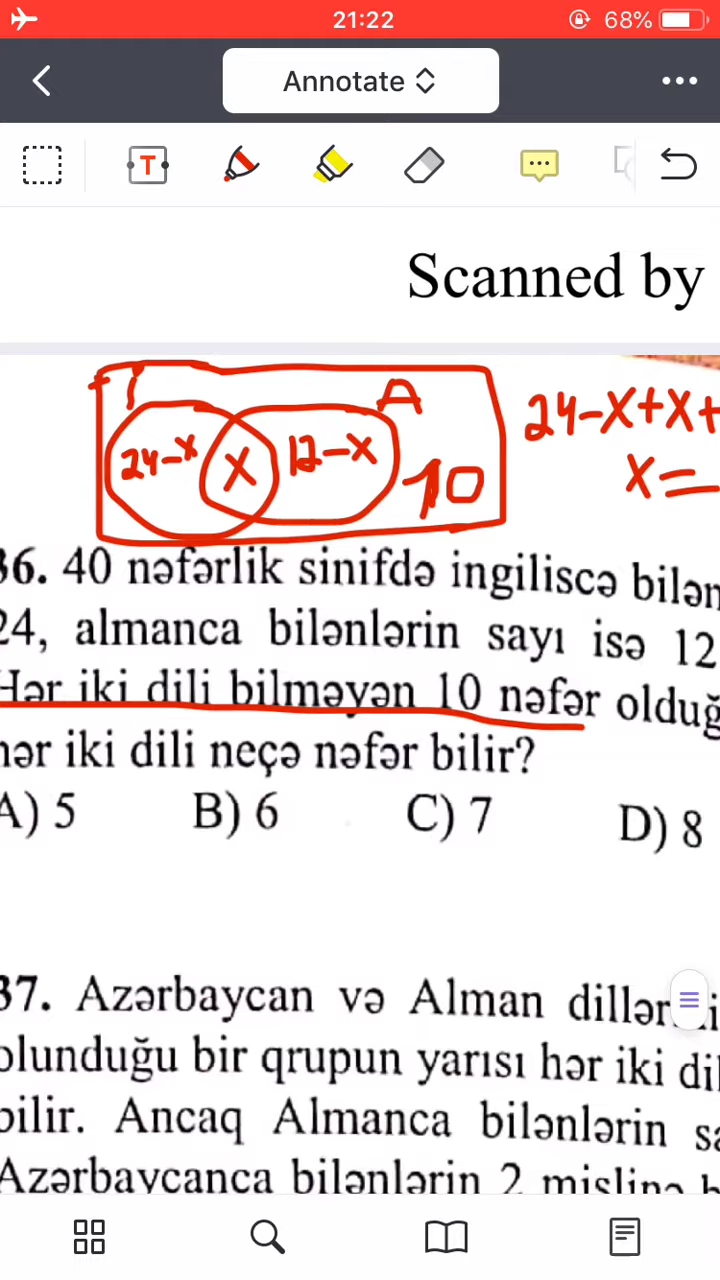 21:22
68%
Annotate
T
Scanned by
İ
A
24-x
x
12-x
10
24-x+x+
x=
36. 40 nəfərlik sinifdə ingiliscə bilən
24, almanca bilənlərin sayı isə 12
Hər iki dili bilməyən 10 nəfər olduğ
hər iki dili neçə nəfər bilir?
A) 5 B) 6 C) 7 D) 8
37. Azərbaycan və Alman dillər
olunduğu bir qrupun yarısı hər iki dil
bilir. Ancaq Almanca bilənlərin sa
Azərbaycanca bilənlərin 2 mislinə